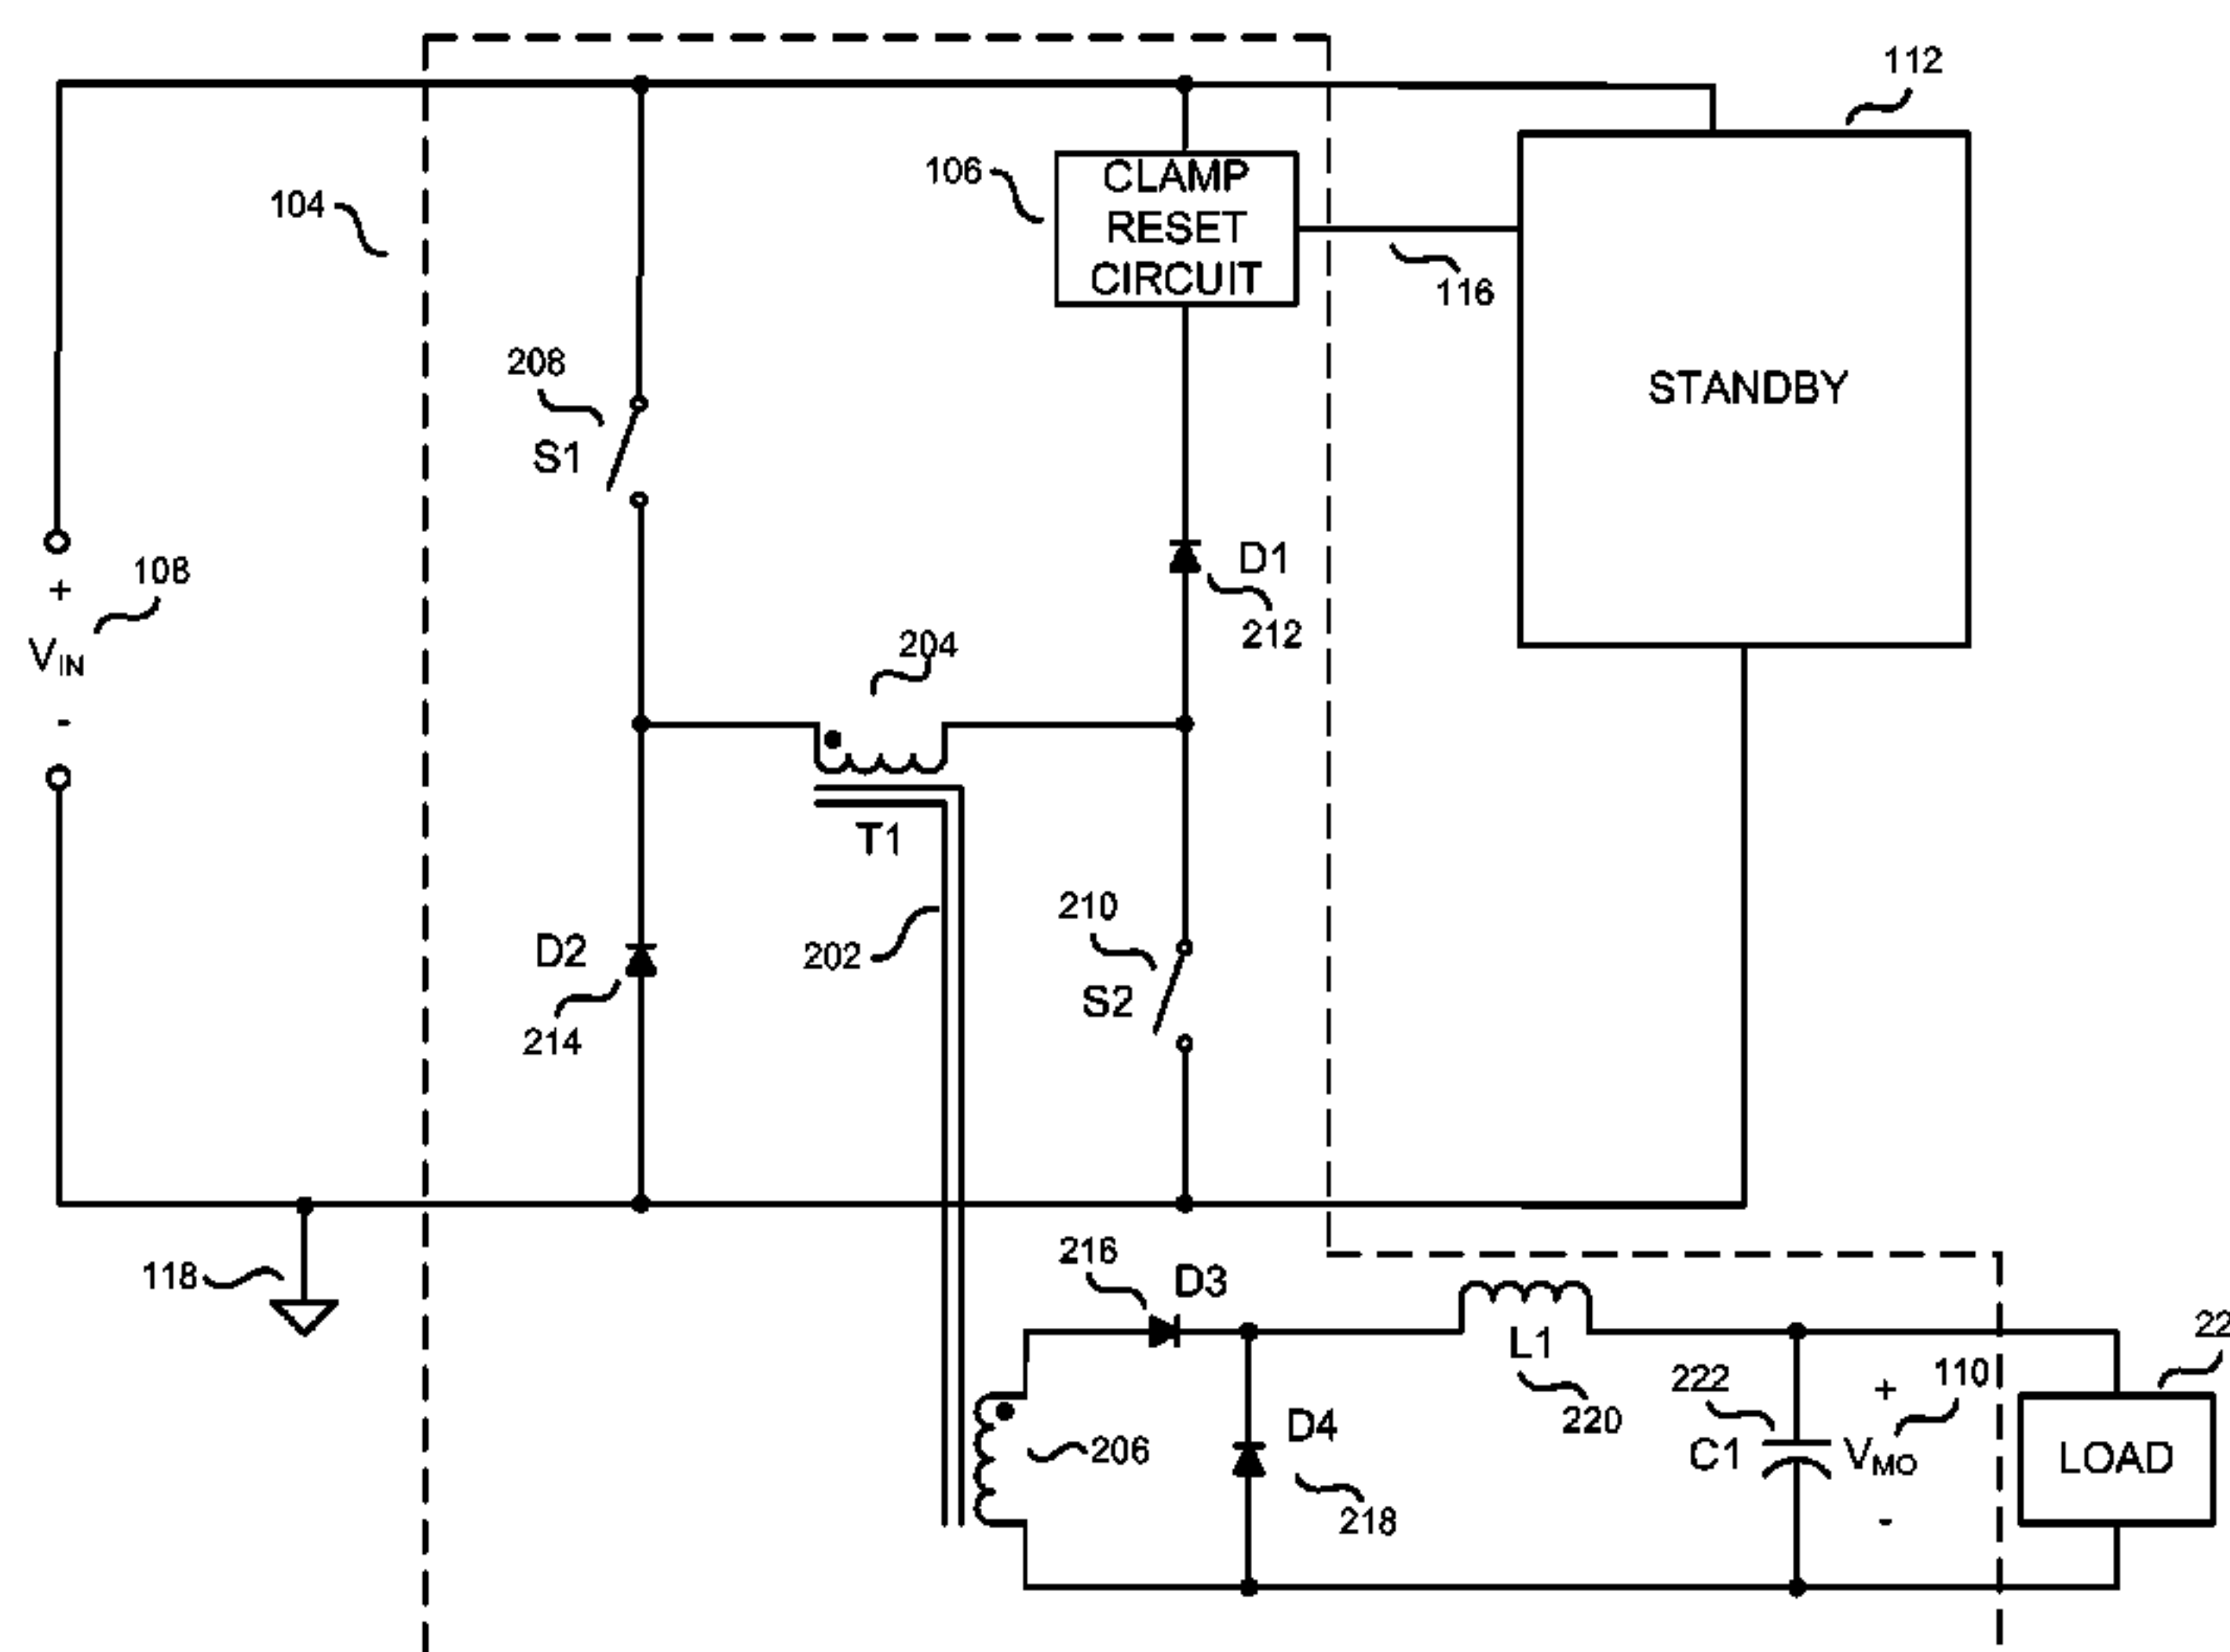 112
106
CLAMP
RESET
CIRCUIT
104
116
208
STANDBY
S1
+
108
D1
212
204
VIN
-
T1
210
D2
202
S2
214
216
D3
118
L1
222
+
110
220
D4
C1
VMO
LOAD
206
218
-